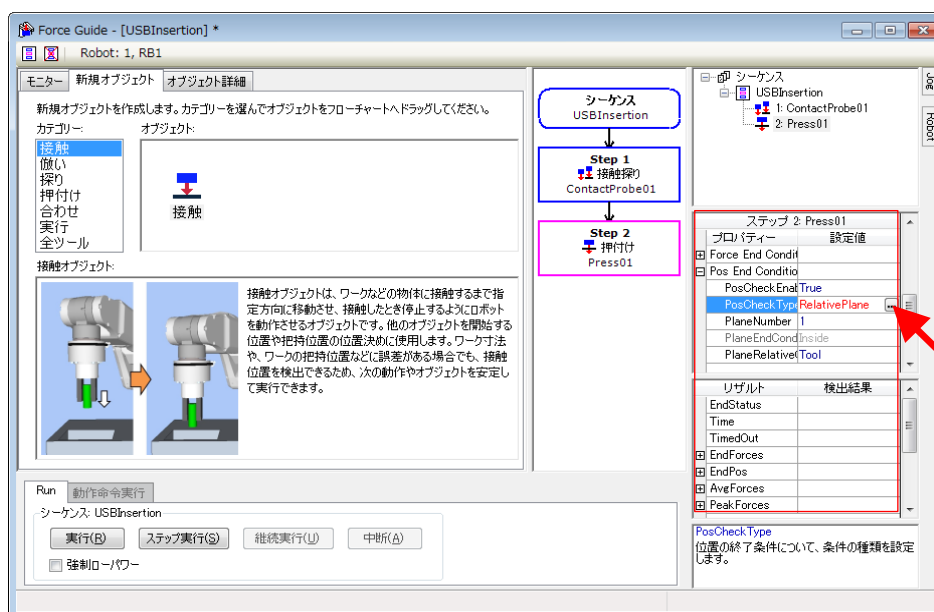 Force Guide - [USBInsertion] *
Robot: 1, RB1
モニター 新規オブジェクト オブジェクト詳細
新規オブジェクトを作成します。カテゴリーを選んでオブジェクトをフローチャートへドラッグしてください。
カテゴリー: オブジェクト:
接触
倣い
探り
押付け
合わせ
実行
全ツール
接触
接触オブジェクト:
接触オブジェクトは、ワークなどの物体に接触するまで指
定方向に移動させ、接触したとき停止するようにロボット
を動作させるオブジェクトです。他のオブジェクトを開始する
位置や把持位置の位置決めに使用します。ワーク寸法
や、ワークの把持位置などに誤差がある場合でも、接触
位置を検出できるため、次の動作やオブジェクトを安定し
て実行できます。
シーケンス
USBInsertion
Step 1
接触探り
ContactProbe01
Step 2
押付け
Press01
シーケンス
USBInsertion
1: ContactProbe01
2: Press01
Jog
Robot
ステップ 2: Press01
プロパティー 設定値
Force End Condit
Pos End Conditio
PosCheckEnal True
PosCheckType RelativePlane ...
PlaneNumber 1
PlaneEndCond Inside
PlaneRelative Tool
リザルト 検出結果
EndStatus
Time
TimedOut
EndForces
EndPos
AvgForces
PeakForces
PosCheckType
位置の終了条件について、条件の種類を設定
します。
Run 動作命令実行
シーケンス: USBInsertion
実行(R) ステップ実行(S) 継続実行(U) 中断(A)
強制ローパワー